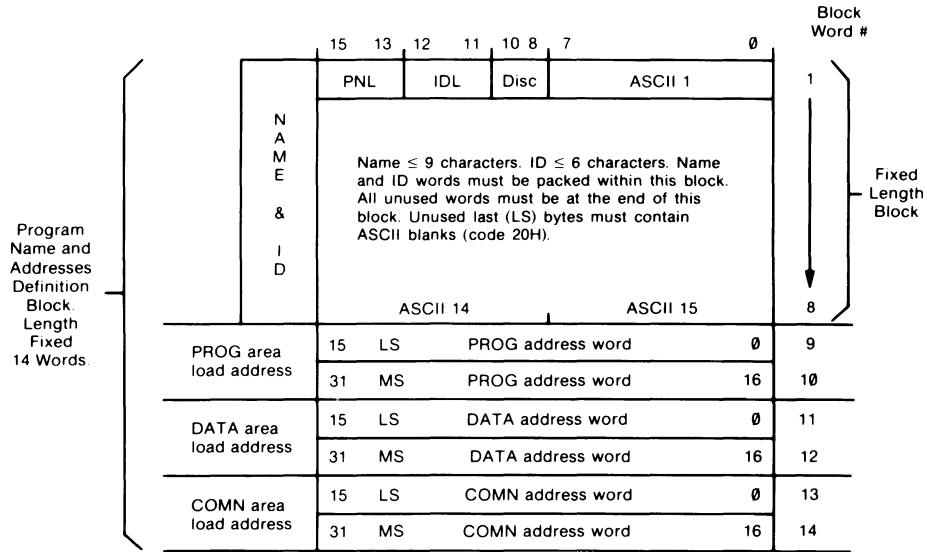 Block
Word #
15 13 12 11 10 8 7 Ø
PNL IDL Disc ASCII 1 1
N
A
M
E
&
I
D
Name ≤ 9 characters. ID ≤ 6 characters. Name
and ID words must be packed within this block.
All unused words must be at the end of this
block. Unused last (LS) bytes must contain
ASCII blanks (code 20H).
Fixed
Length
Block
Program
Name and
Addresses
Definition
Block.
Length
Fixed
14 Words.
ASCII 14 ASCII 15 8
PROG area
load address
15 LS PROG address word Ø 9
31 MS PROG address word 16 1Ø
DATA area
load address
15 LS DATA address word Ø 11
31 MS DATA address word 16 12
COMN area
load address
15 LS COMN address word Ø 13
31 MS COMN address word 16 14